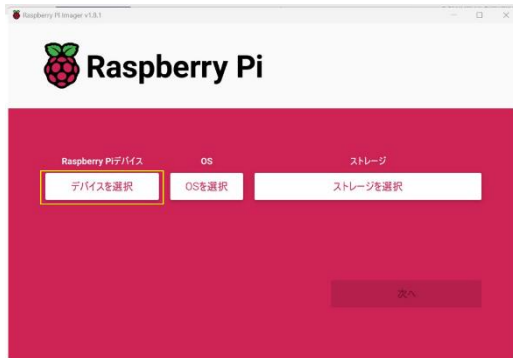 Raspberry Pi Imager v1.8.1
Raspberry Pi
Raspberry Piデバイス OS ストレージ
デバイスを選択 OSを選択 ストレージを選択
次へ